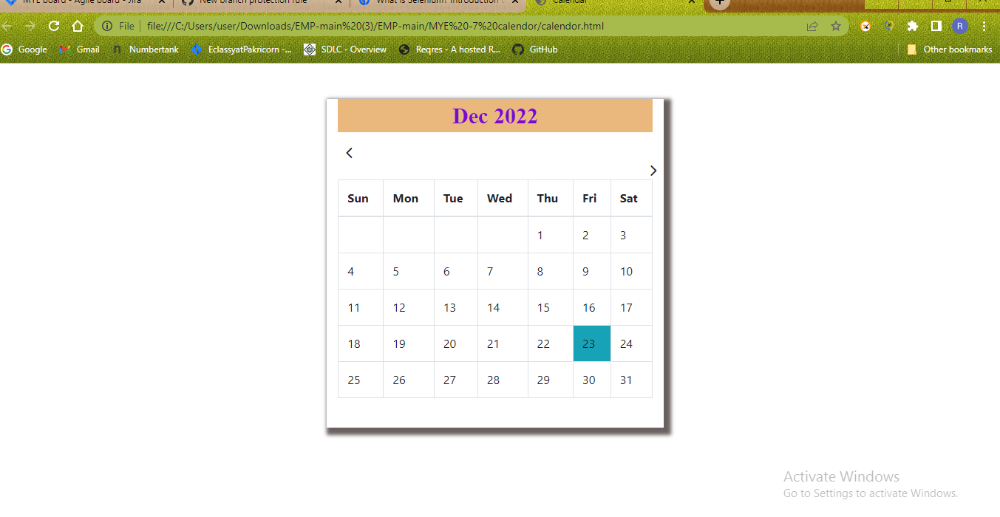 MYE board - Agile board - Jira New branch protection rule What is Selenium? Introduction Calendar
File file:///C:/Users/user/Downloads/EMP-main%20(3)/EMP-main/MYE%20-7%20calendor/calendor.html R
Google Gmail Numbertank EclassyatPakricorn -... SDLC - Overview Reqres - A hosted R... GitHub Other bookmarks
Dec 2022
Sun Mon Tue Wed Thu Fri Sat
1 2 3
4 5 6 7 8 9 10
11 12 13 14 15 16 17
18 19 20 21 22 23 24
25 26 27 28 29 30 31
Activate Windows
Go to Settings to activate Windows.